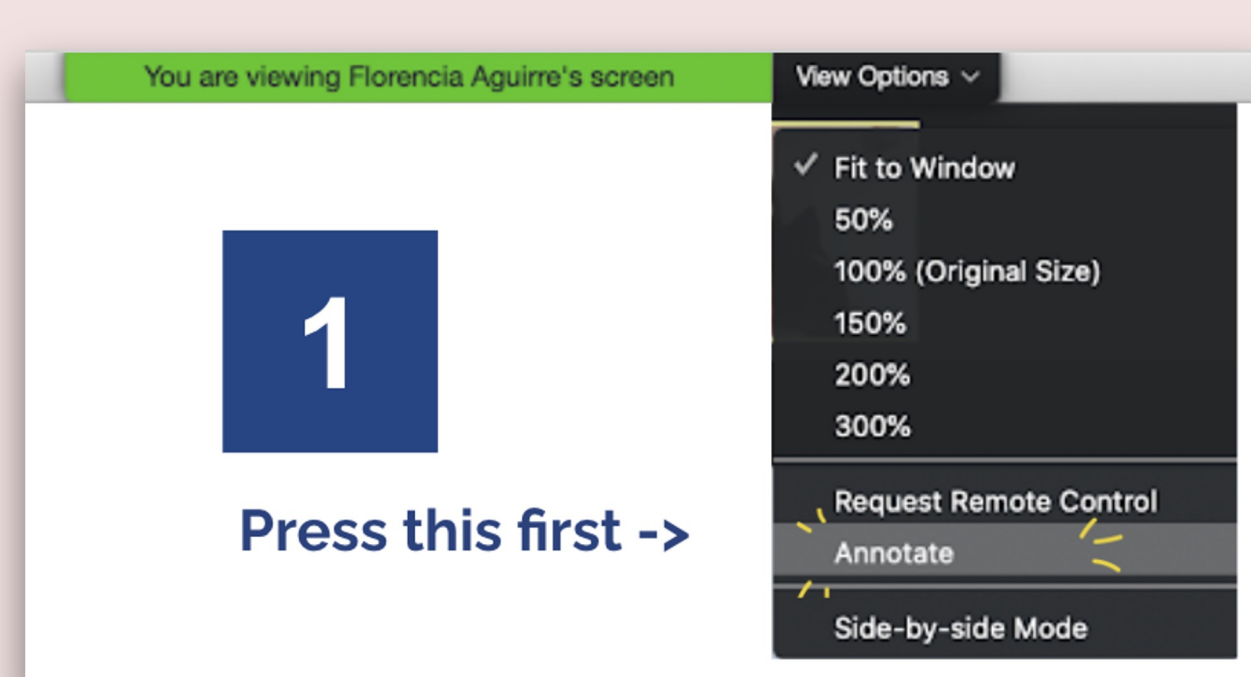 You are viewing Florencia Aguirre's screen
View Options
Fit to Window
50%
100% (Original Size)
150%
200%
300%
Request Remote Control
Annotate
Side-by-side Mode
1
Press this first ->